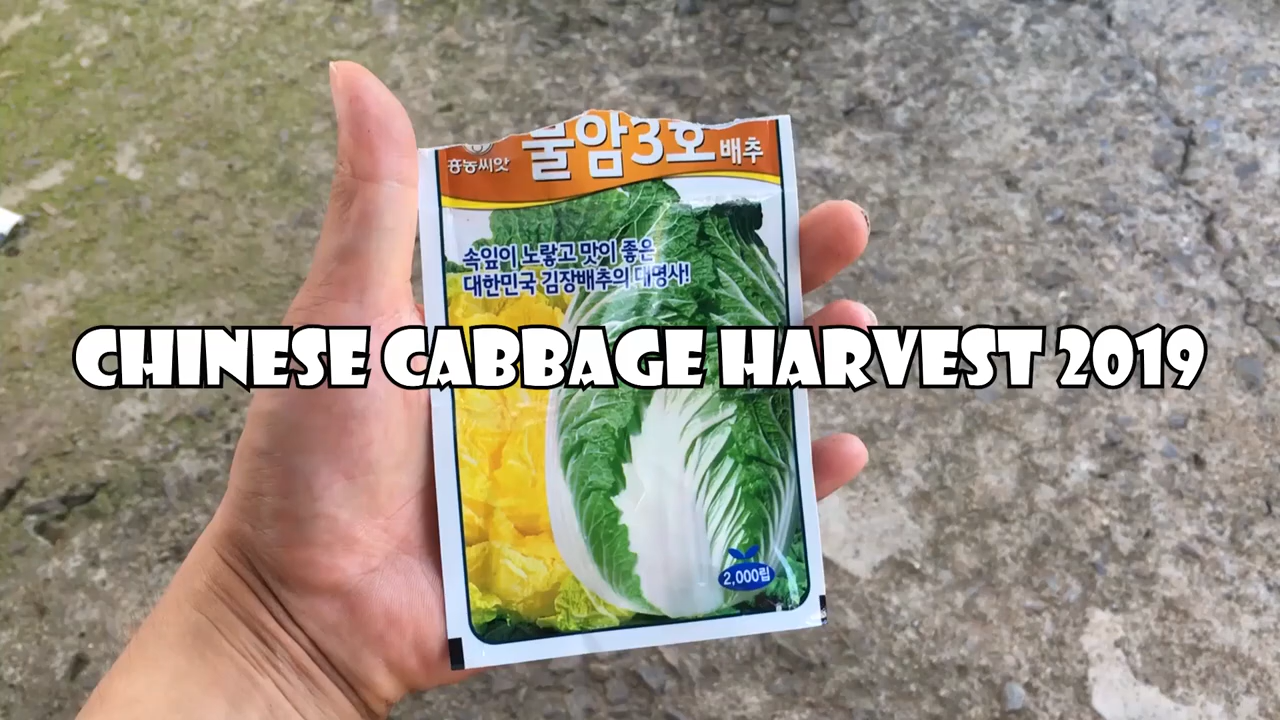 흥농씨앗
불암3호 배추
속잎이 노랗고 맛이 좋은
대한민국 김장배추의 대명사!
CHINESE CABBAGE HARVEST 2019
2,000립